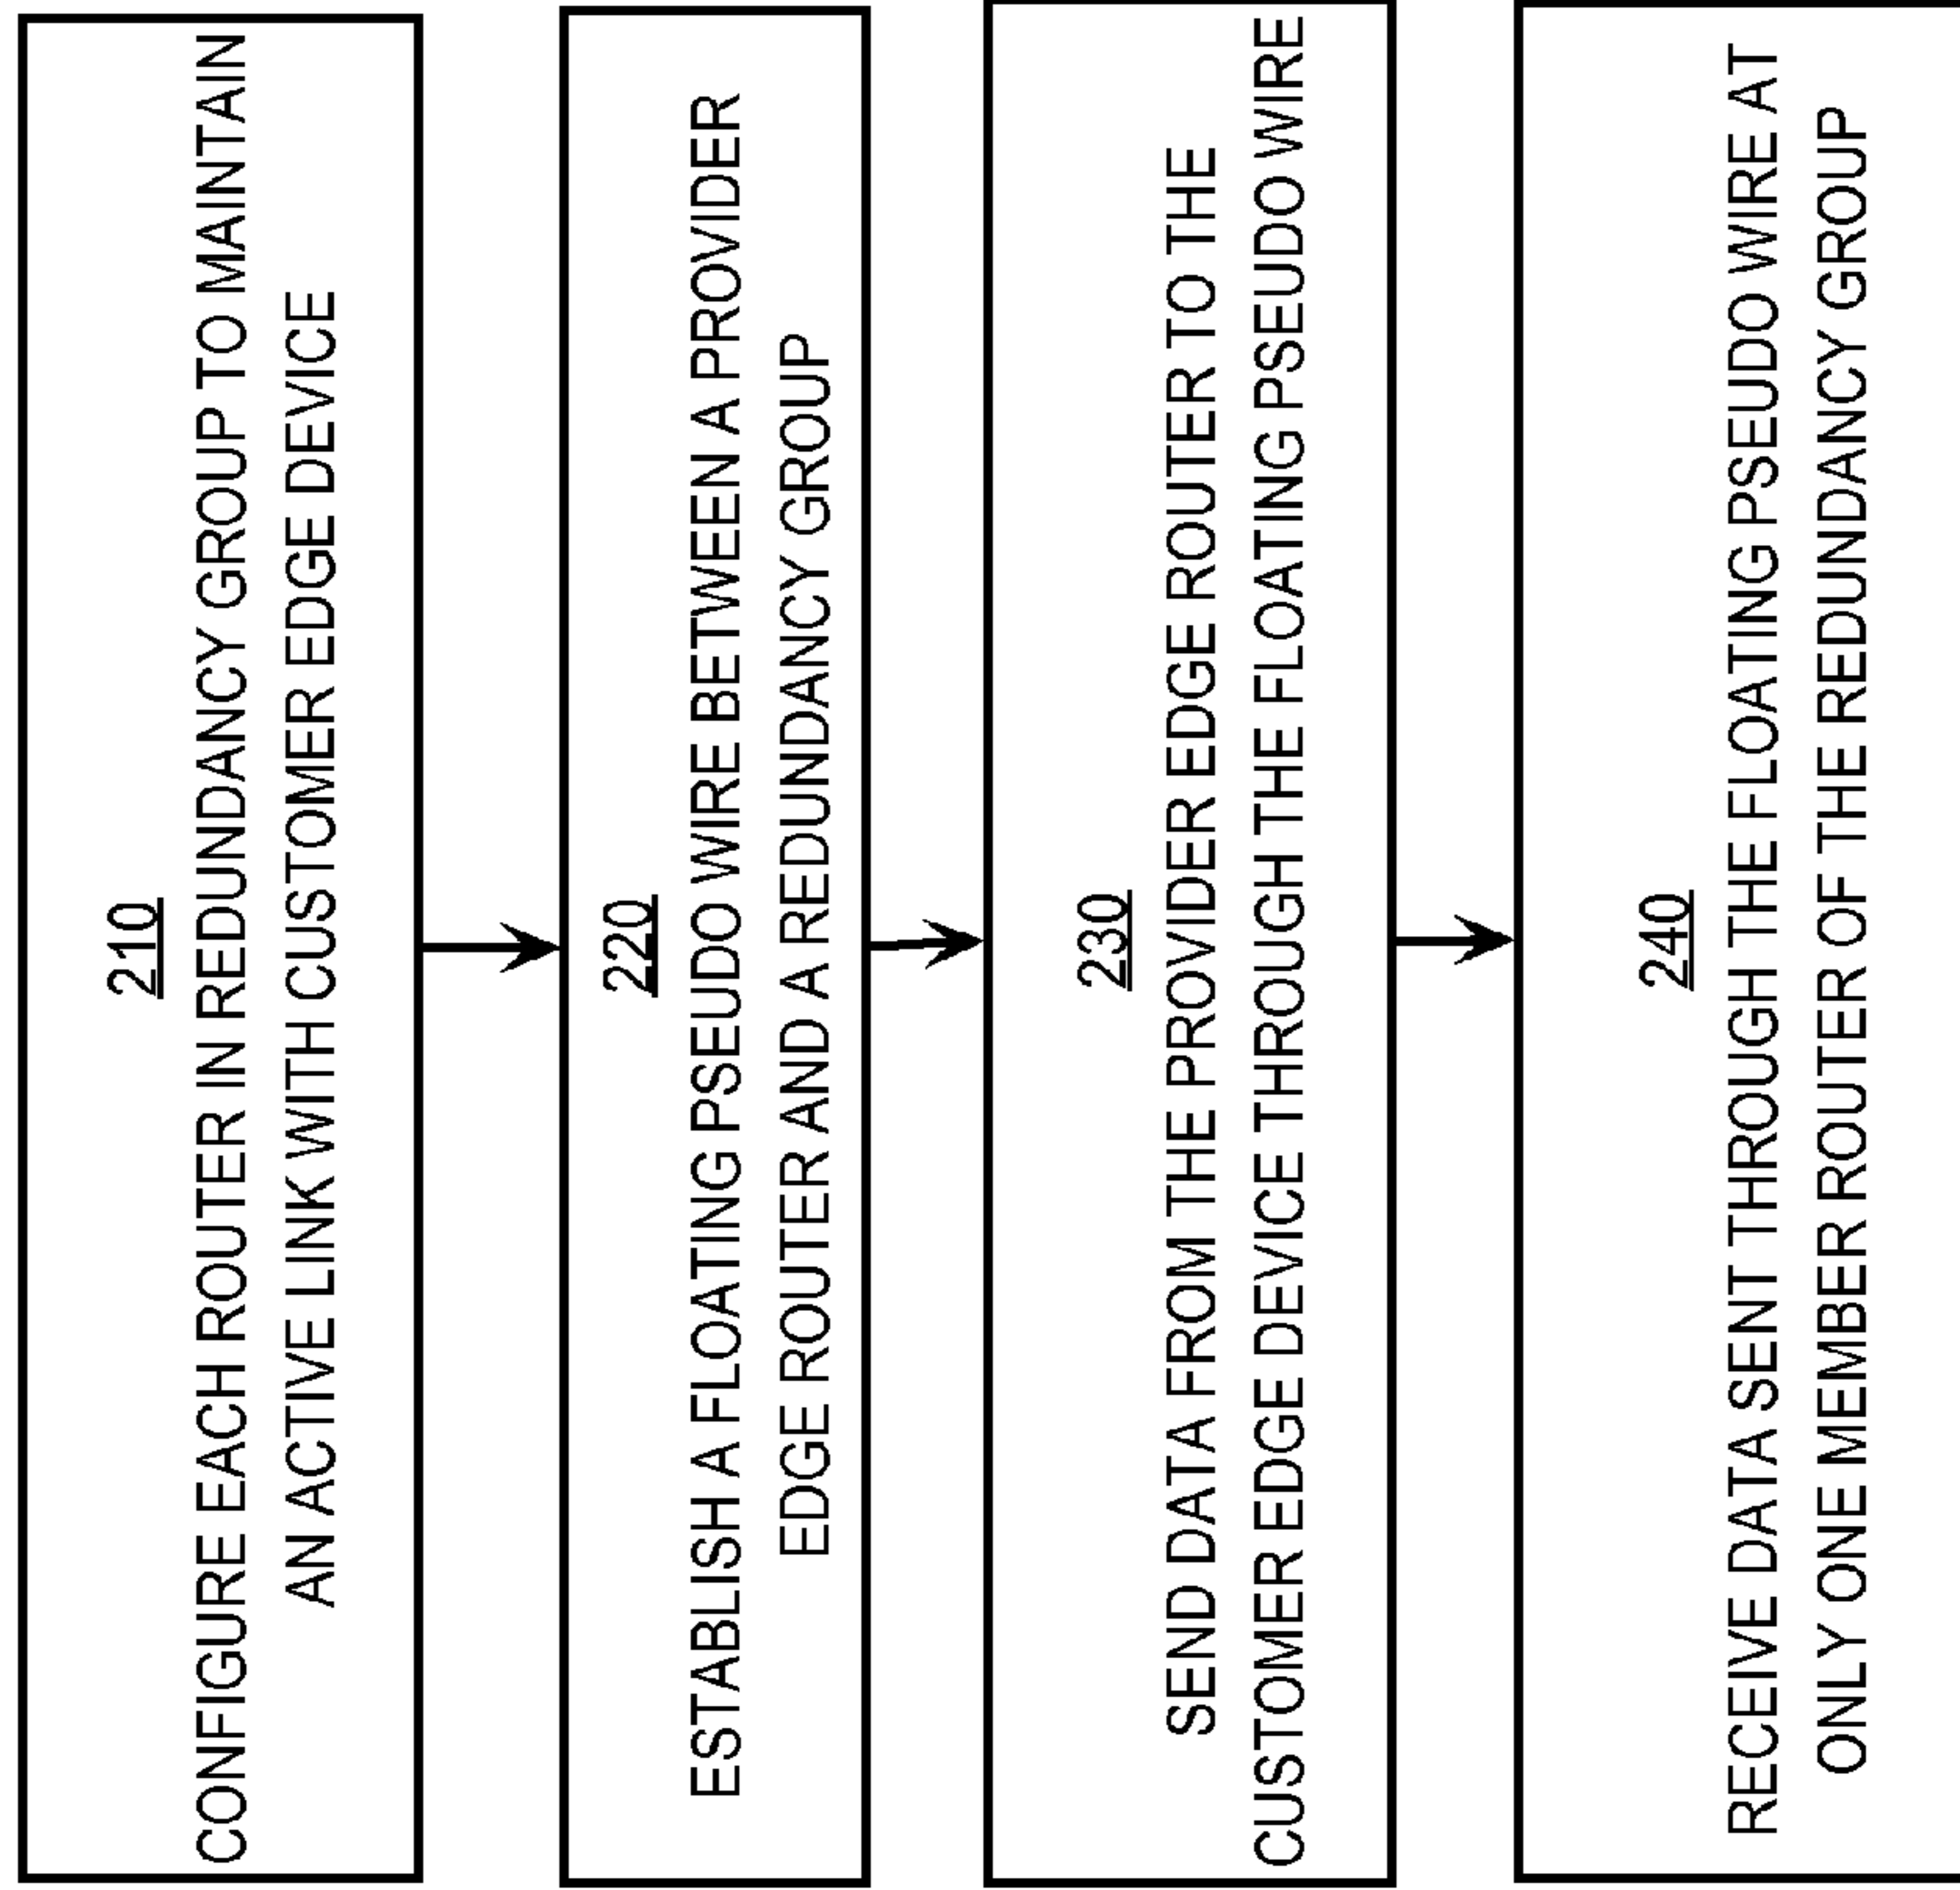 210
CONFIGURE EACH ROUTER IN REDUNDANCY GROUP TO MAINTAIN
AN ACTIVE LINK WITH CUSTOMER EDGE DEVICE
220
ESTABLISH A FLOATING PSEUDO WIRE BETWEEN A PROVIDER
EDGE ROUTER AND A REDUNDANCY GROUP
230
SEND DATA FROM THE PROVIDER EDGE ROUTER TO THE
CUSTOMER EDGE DEVICE THROUGH THE FLOATING PSEUDO WIRE
240
RECEIVE DATA SENT THROUGH THE FLOATING PSEUDO WIRE AT
ONLY ONE MEMBER ROUTER OF THE REDUNDANCY GROUP